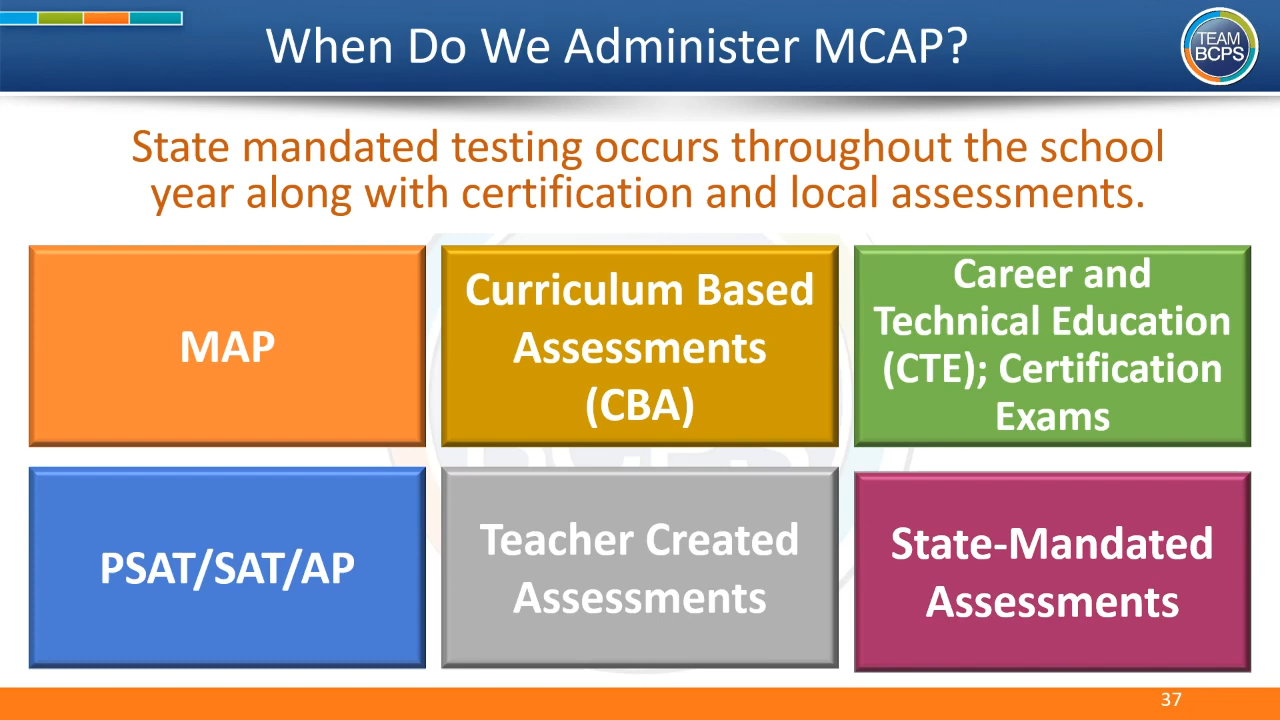 When Do We Administer MCAP?
TEAM
BCPS
State mandated testing occurs throughout the school
year along with certification and local assessments.
MAP
Curriculum Based
Assessments
(CBA)
Career and
Technical Education
(CTE); Certification
Exams
PSAT/SAT/AP
Teacher Created
Assessments
State-Mandated
Assessments
37